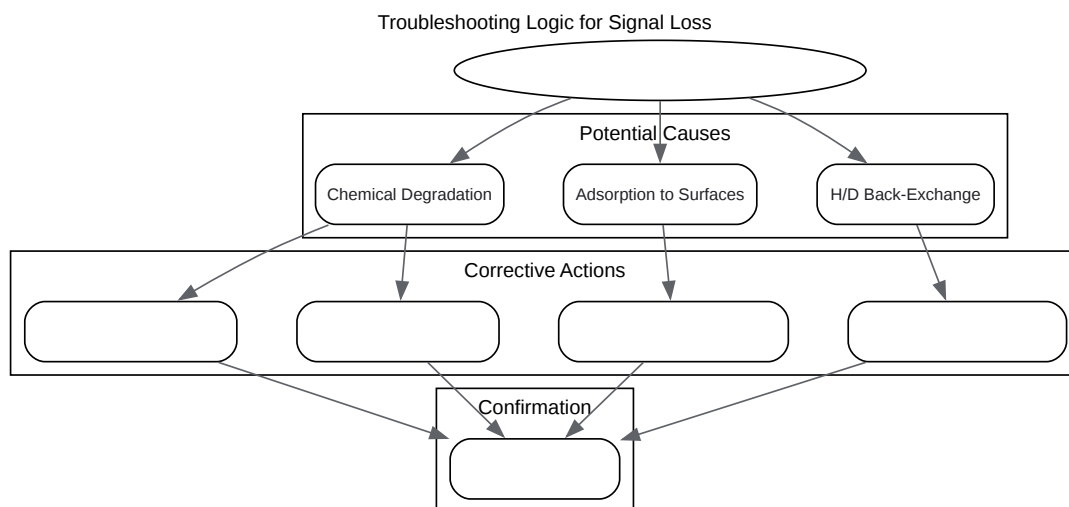 Troubleshooting Logic for Signal Loss
Potential Causes
Chemical Degradation
Adsorption to Surfaces
H/D Back-Exchange
Corrective Actions
Confirmation